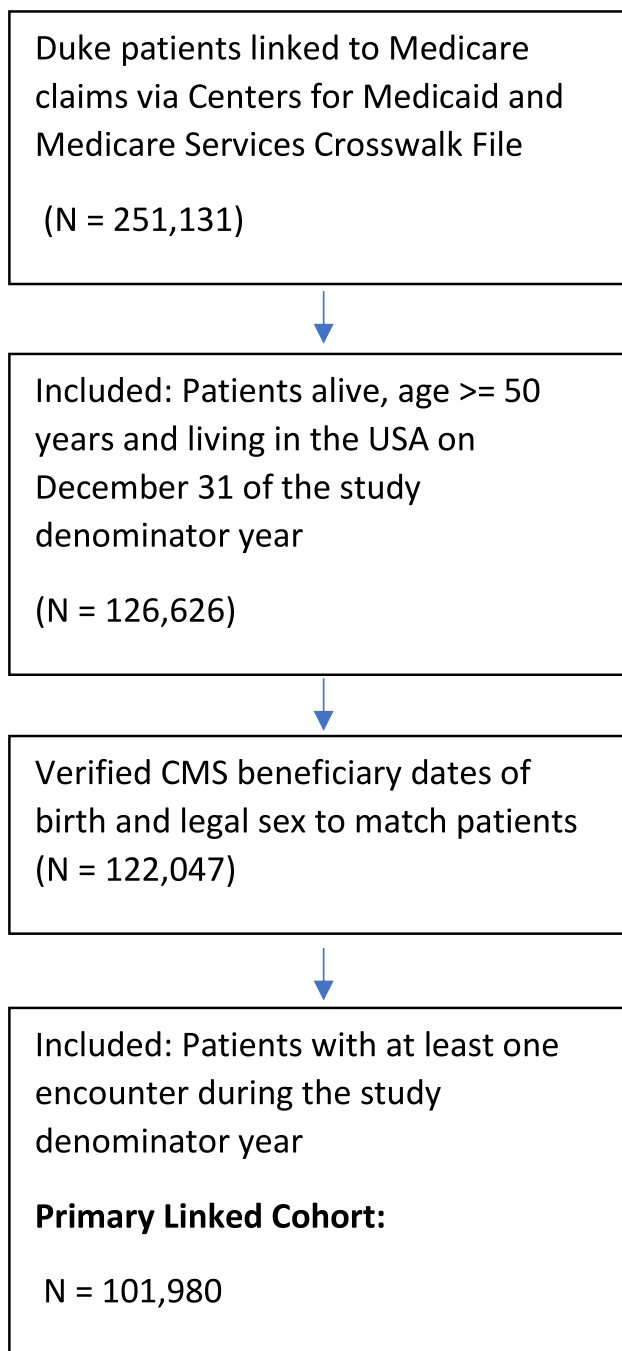 Duke patients linked to Medicare
claims via Centers for Medicaid and
Medicare Services Crosswalk File
(N = 251,131)
Included: Patients alive, age >= 50
years and living in the USA on
December 31 of the study
denominator year
(N = 126,626)
Verified CMS beneficiary dates of
birth and legal sex to match patients
(N = 122,047)
Included: Patients with at least one
encounter during the study
denominator year
Primary Linked Cohort:
N = 101,980